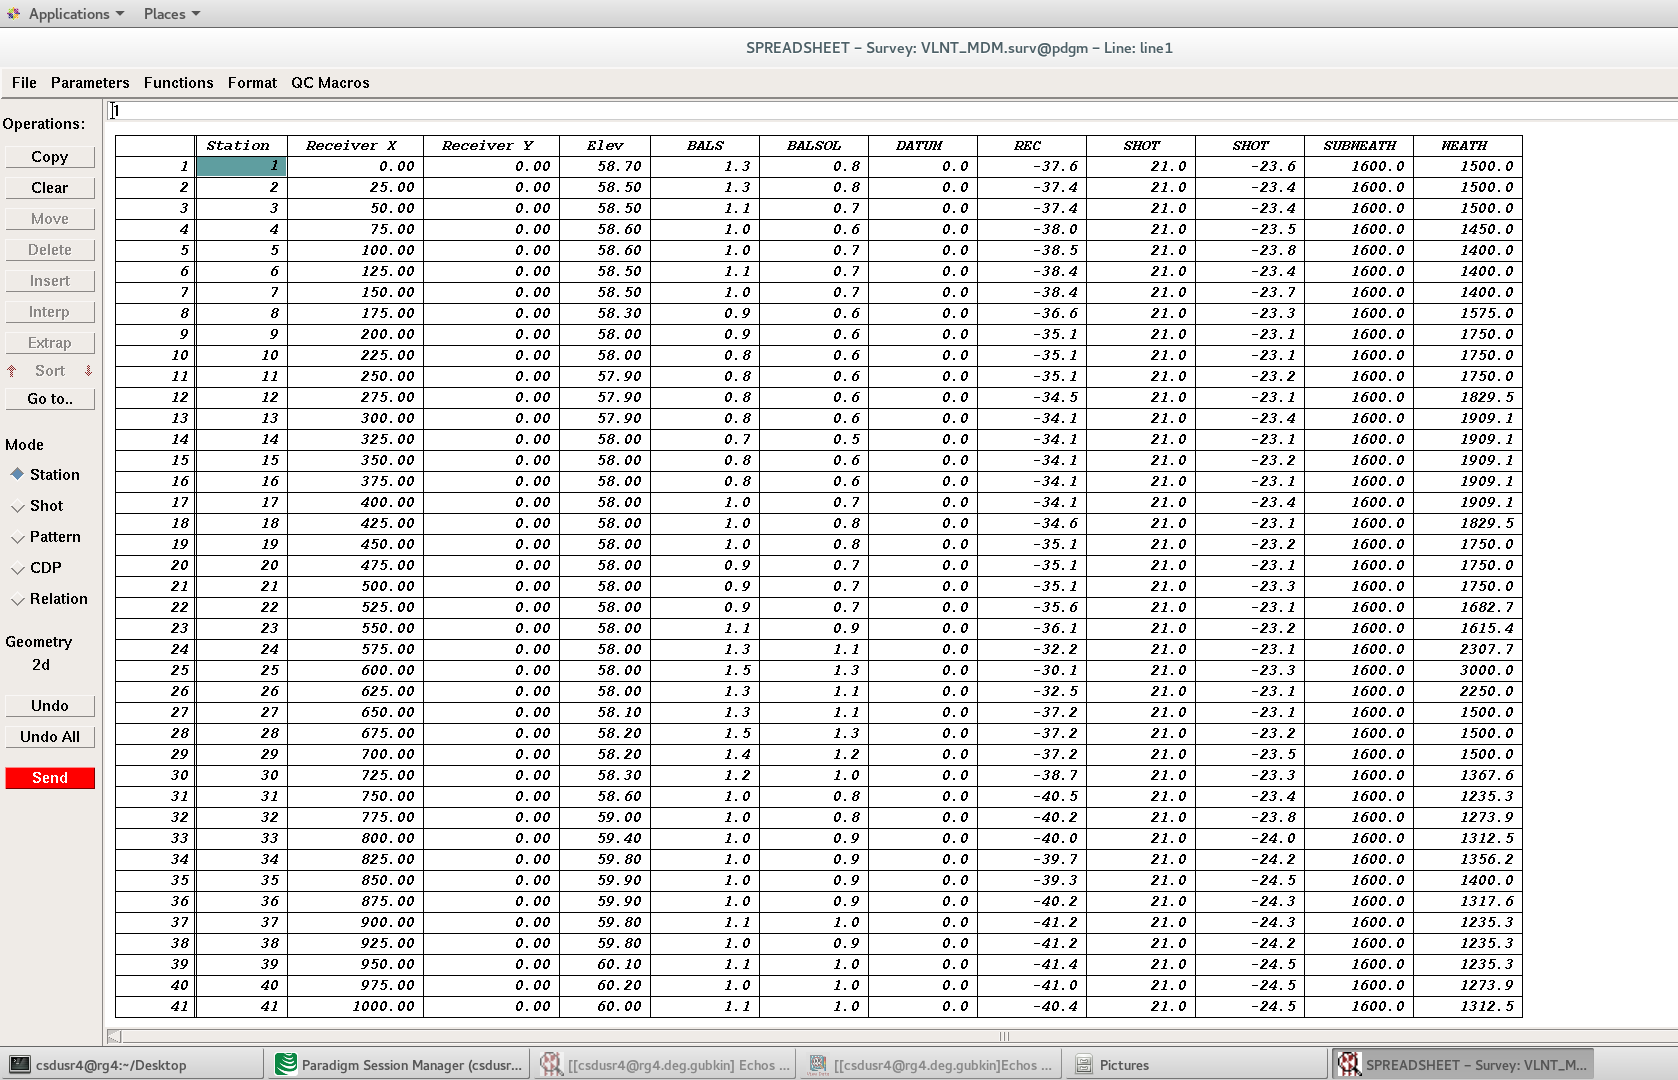 Applications Places
SPREADSHEET – Survey: VLNT_MDM.surv@pdgm – Line: line1
File Parameters Functions Format QC Macros
1
Operations:
Copy
Clear
Move
Delete
Insert
Interp
Extrap
Sort
Go to..
Mode
Station
Shot
Pattern
CDP
Relation
Geometry
2d
Undo
Undo All
Send
Station Receiver X Receiver Y Elev BALS BALSOL DATUM REC SHOT SHOT SUBWEATH WEATH
1 1 0.00 0.00 58.70 1.3 0.8 0.0 -37.6 21.0 -23.6 1600.0 1500.0
2 2 25.00 0.00 58.50 1.3 0.8 0.0 -37.4 21.0 -23.4 1600.0 1500.0
3 3 50.00 0.00 58.50 1.1 0.7 0.0 -37.4 21.0 -23.4 1600.0 1500.0
4 4 75.00 0.00 58.60 1.0 0.6 0.0 -38.0 21.0 -23.5 1600.0 1450.0
5 5 100.00 0.00 58.60 1.0 0.7 0.0 -38.5 21.0 -23.8 1600.0 1400.0
6 6 125.00 0.00 58.50 1.1 0.7 0.0 -38.4 21.0 -23.4 1600.0 1400.0
7 7 150.00 0.00 58.50 1.0 0.7 0.0 -38.4 21.0 -23.7 1600.0 1400.0
8 8 175.00 0.00 58.30 0.9 0.6 0.0 -36.6 21.0 -23.3 1600.0 1575.0
9 9 200.00 0.00 58.00 0.9 0.6 0.0 -35.1 21.0 -23.1 1600.0 1750.0
10 10 225.00 0.00 58.00 0.8 0.6 0.0 -35.1 21.0 -23.1 1600.0 1750.0
11 11 250.00 0.00 57.90 0.8 0.6 0.0 -35.1 21.0 -23.2 1600.0 1750.0
12 12 275.00 0.00 57.90 0.8 0.6 0.0 -34.5 21.0 -23.1 1600.0 1829.5
13 13 300.00 0.00 57.90 0.8 0.6 0.0 -34.1 21.0 -23.4 1600.0 1909.1
14 14 325.00 0.00 58.00 0.7 0.5 0.0 -34.1 21.0 -23.1 1600.0 1909.1
15 15 350.00 0.00 58.00 0.8 0.6 0.0 -34.1 21.0 -23.2 1600.0 1909.1
16 16 375.00 0.00 58.00 0.8 0.6 0.0 -34.1 21.0 -23.1 1600.0 1909.1
17 17 400.00 0.00 58.00 1.0 0.7 0.0 -34.1 21.0 -23.4 1600.0 1909.1
18 18 425.00 0.00 58.00 1.0 0.8 0.0 -34.6 21.0 -23.1 1600.0 1829.5
19 19 450.00 0.00 58.00 1.0 0.8 0.0 -35.1 21.0 -23.2 1600.0 1750.0
20 20 475.00 0.00 58.00 0.9 0.7 0.0 -35.1 21.0 -23.1 1600.0 1750.0
21 21 500.00 0.00 58.00 0.9 0.7 0.0 -35.1 21.0 -23.3 1600.0 1750.0
22 22 525.00 0.00 58.00 0.9 0.7 0.0 -35.6 21.0 -23.1 1600.0 1682.7
23 23 550.00 0.00 58.00 1.1 0.9 0.0 -36.1 21.0 -23.2 1600.0 1615.4
24 24 575.00 0.00 58.00 1.3 1.1 0.0 -32.2 21.0 -23.1 1600.0 2307.7
25 25 600.00 0.00 58.00 1.5 1.3 0.0 -30.1 21.0 -23.3 1600.0 3000.0
26 26 625.00 0.00 58.00 1.3 1.1 0.0 -32.5 21.0 -23.1 1600.0 2250.0
27 27 650.00 0.00 58.10 1.3 1.1 0.0 -37.2 21.0 -23.1 1600.0 1500.0
28 28 675.00 0.00 58.20 1.5 1.3 0.0 -37.2 21.0 -23.2 1600.0 1500.0
29 29 700.00 0.00 58.20 1.4 1.2 0.0 -37.2 21.0 -23.5 1600.0 1500.0
30 30 725.00 0.00 58.30 1.2 1.0 0.0 -38.7 21.0 -23.3 1600.0 1367.6
31 31 750.00 0.00 58.60 1.0 0.8 0.0 -40.5 21.0 -23.4 1600.0 1235.3
32 32 775.00 0.00 59.00 1.0 0.8 0.0 -40.2 21.0 -23.8 1600.0 1273.9
33 33 800.00 0.00 59.40 1.0 0.9 0.0 -40.0 21.0 -24.0 1600.0 1312.5
34 34 825.00 0.00 59.80 1.0 0.9 0.0 -39.7 21.0 -24.2 1600.0 1356.2
35 35 850.00 0.00 59.90 1.0 0.9 0.0 -39.3 21.0 -24.5 1600.0 1400.0
36 36 875.00 0.00 59.90 1.0 0.9 0.0 -40.2 21.0 -24.3 1600.0 1317.6
37 37 900.00 0.00 59.80 1.1 1.0 0.0 -41.2 21.0 -24.3 1600.0 1235.3
38 38 925.00 0.00 59.80 1.0 0.9 0.0 -41.2 21.0 -24.2 1600.0 1235.3
39 39 950.00 0.00 60.10 1.1 1.0 0.0 -41.4 21.0 -24.5 1600.0 1235.3
40 40 975.00 0.00 60.20 1.0 1.0 0.0 -41.0 21.0 -24.5 1600.0 1273.9
41 41 1000.00 0.00 60.00 1.1 1.0 0.0 -40.4 21.0 -24.5 1600.0 1312.5
csdusr4@rg4:~/Desktop Paradigm Session Manager (csdusr... [[csdusr4@rg4.deg.gubkin] Echos ... [[csdusr4@rg4.deg.gubkin]Echos ... Pictures SPREADSHEET – Survey: VLNT_M...